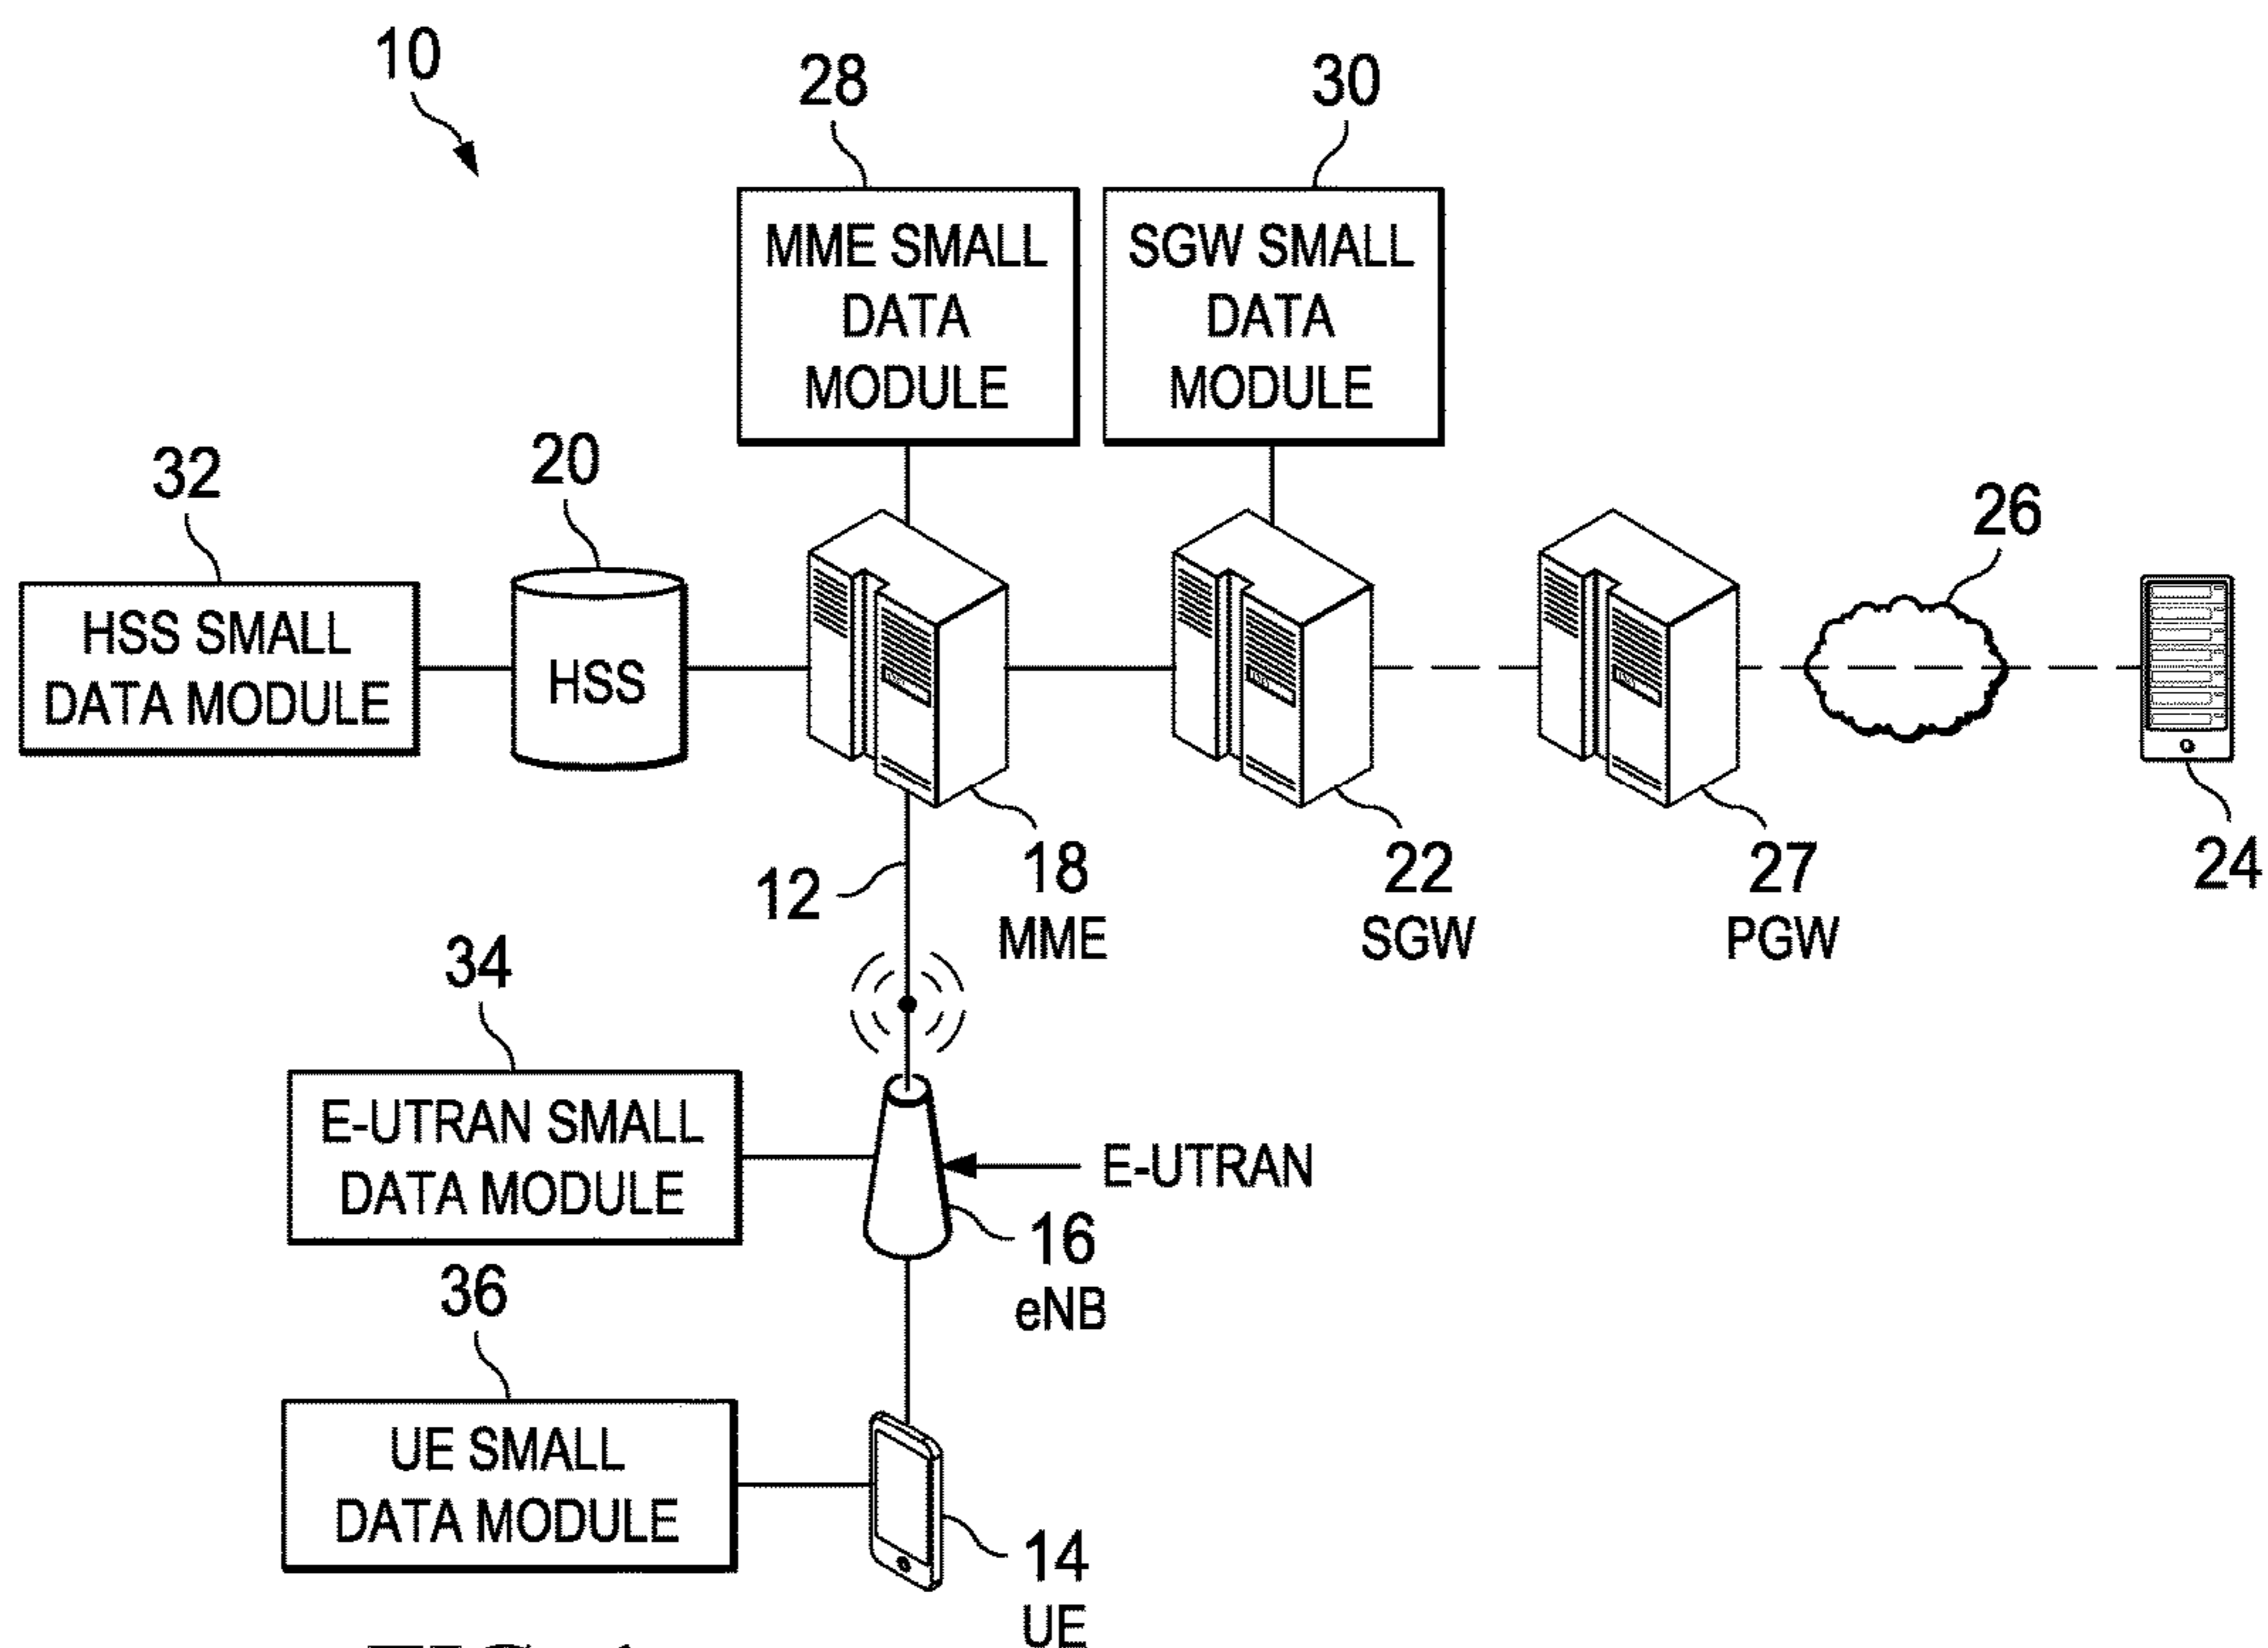 10
28
30
MME SMALL
DATA
MODULE
SGW SMALL
DATA
MODULE
32
20
26
HSS SMALL
DATA MODULE
HSS
12
18
MME
22
SGW
27
PGW
24
34
E-UTRAN SMALL
DATA MODULE
E-UTRAN
16
eNB
36
UE SMALL
DATA MODULE
14
UE